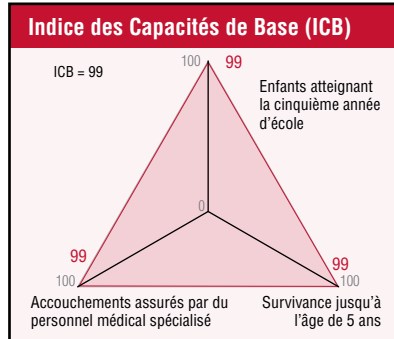 Indice des Capacités de Base (ICB)
ICB = 99
100
99
Enfants atteignant
la cinquième année
d'école
0
99
100
99
100
Accouchements assurés par du
personnel médical spécialisé
Survivance jusqu'à
l'âge de 5 ans